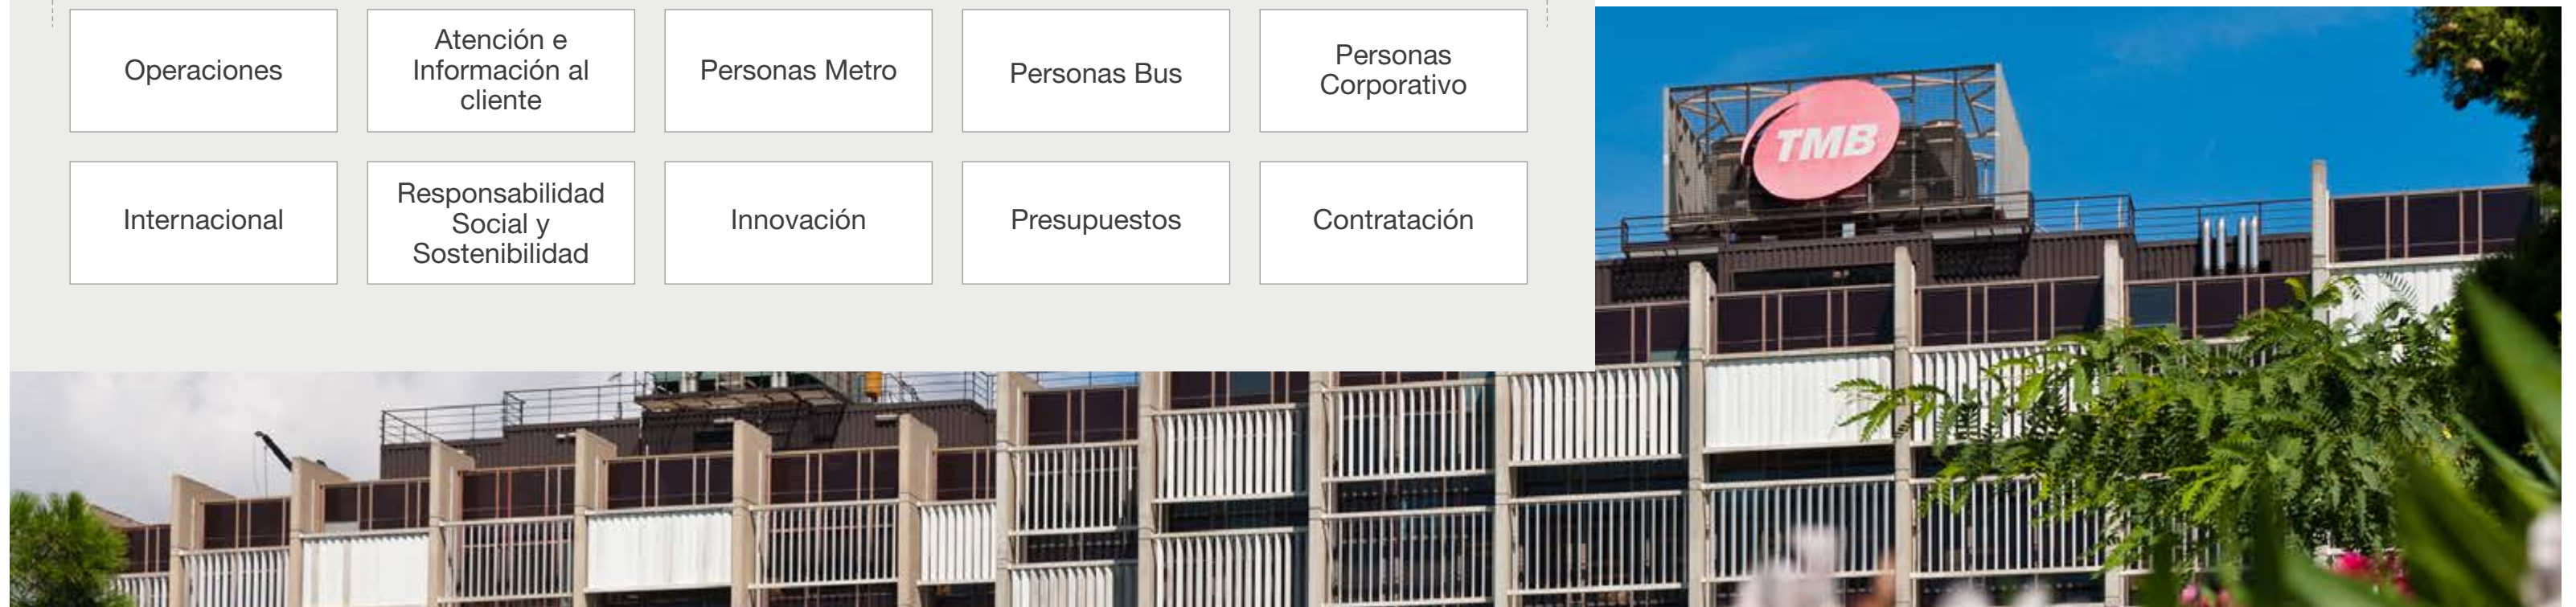 Operaciones
Atención e
Información al
cliente
Personas Metro
Personas Bus
Personas
Corporativo
Internacional
Responsabilidad
Social y
Sostenibilidad
Innovación
Presupuestos
Contratación
TMB